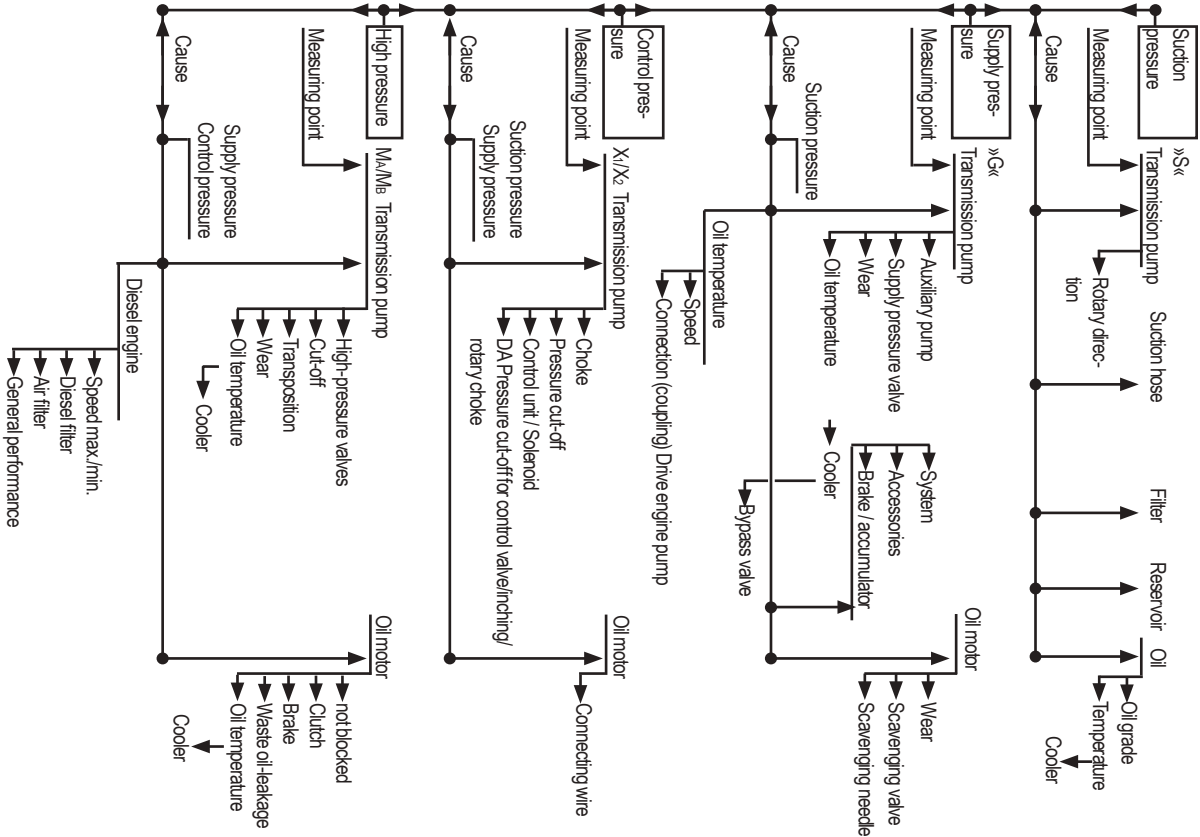 Suction
pressure
Measuring point
»S«
Transmission pump
Rotary direc-
tion
Cause
Suction hose
Filter
Reservoir
Oil
Oil grade
Temperature
Cooler
Supply pres-
sure
Measuring point
»G«
Transmission pump
Auxiliary pump
Supply pressure valve
Wear
Oil temperature
Cooler
Bypass valve
Cause
Suction pressure
Oil temperature
Speed
Connection (coupling) Drive engine pump
System
Accessories
Brake / accumulator
Oil motor
Wear
Scavenging valve
Scavenging needle
Control pres-
sure
Measuring point
X1/X2 Transmission pump
Choke
Pressure cut-off
Control unit / Solenoid
DA Pressure cut-off for control valve/inching/
rotary choke
Cause
Suction pressure
Supply pressure
Oil motor
Connecting wire
High pressure
Measuring point
MA/MB Transmission pump
High-pressure valves
Cut-off
Transposition
Wear
Oil temperature
Cooler
Cause
Supply pressure
Control pressure
Diesel engine
Speed max./min.
Diesel filter
Air filter
General performance
Oil motor
not blocked
Clutch
Brake
Waste oil-leakage
Oil temperature
Cooler